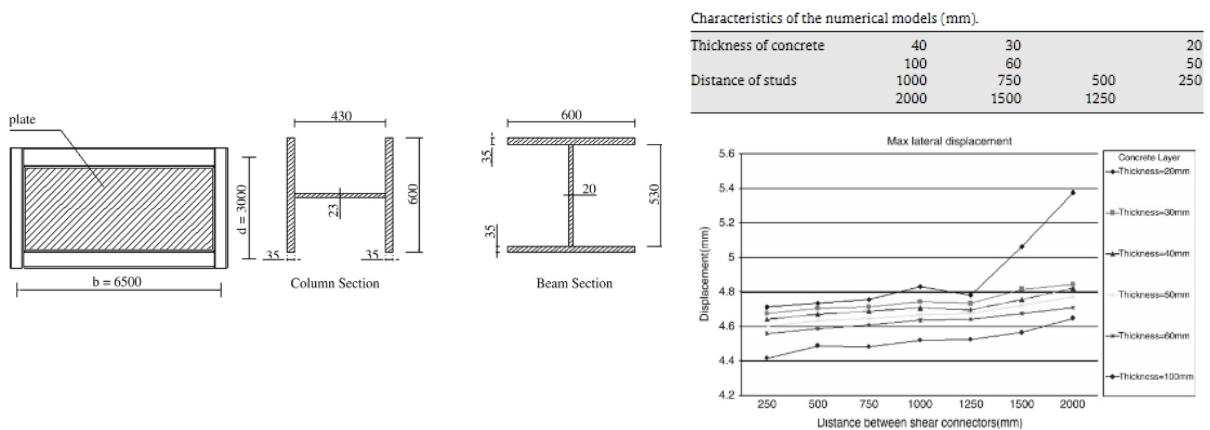 plate
d = 3000
b = 6500
430
600
23
35
35
Column Section
600
35
530
20
35
Beam Section
Characteristics of the numerical models (mm).
Thickness of concrete 40 30 20
100 60 50
Distance of studs 1000 750 500 250
2000 1500 1250
Max lateral displacement
Displacement(mm)
5.6
5.4
5.2
5
4.8
4.6
4.4
4.2
250 500 750 1000 1250 1500 2000
Distance between shear connectors(mm)
Concrete Layer
Thickness=20mm
Thickness=30mm
Thickness=40mm
Thickness=50mm
Thickness=60mm
Thickness=100mm